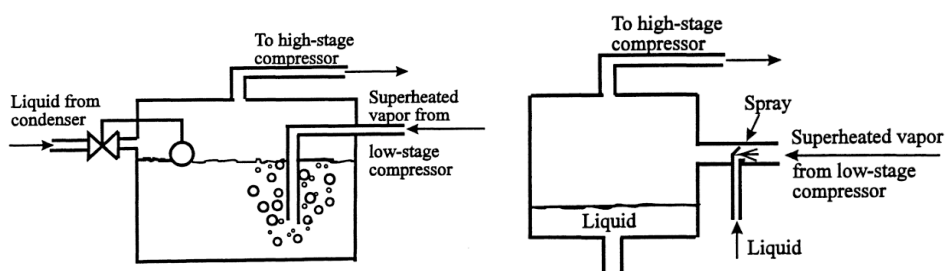 To high-stage
compressor
Liquid from
condenser
Superheated
vapor from
low-stage
compressor
To high-stage
compressor
Spray
Superheated vapor
from low-stage
compressor
Liquid
Liquid